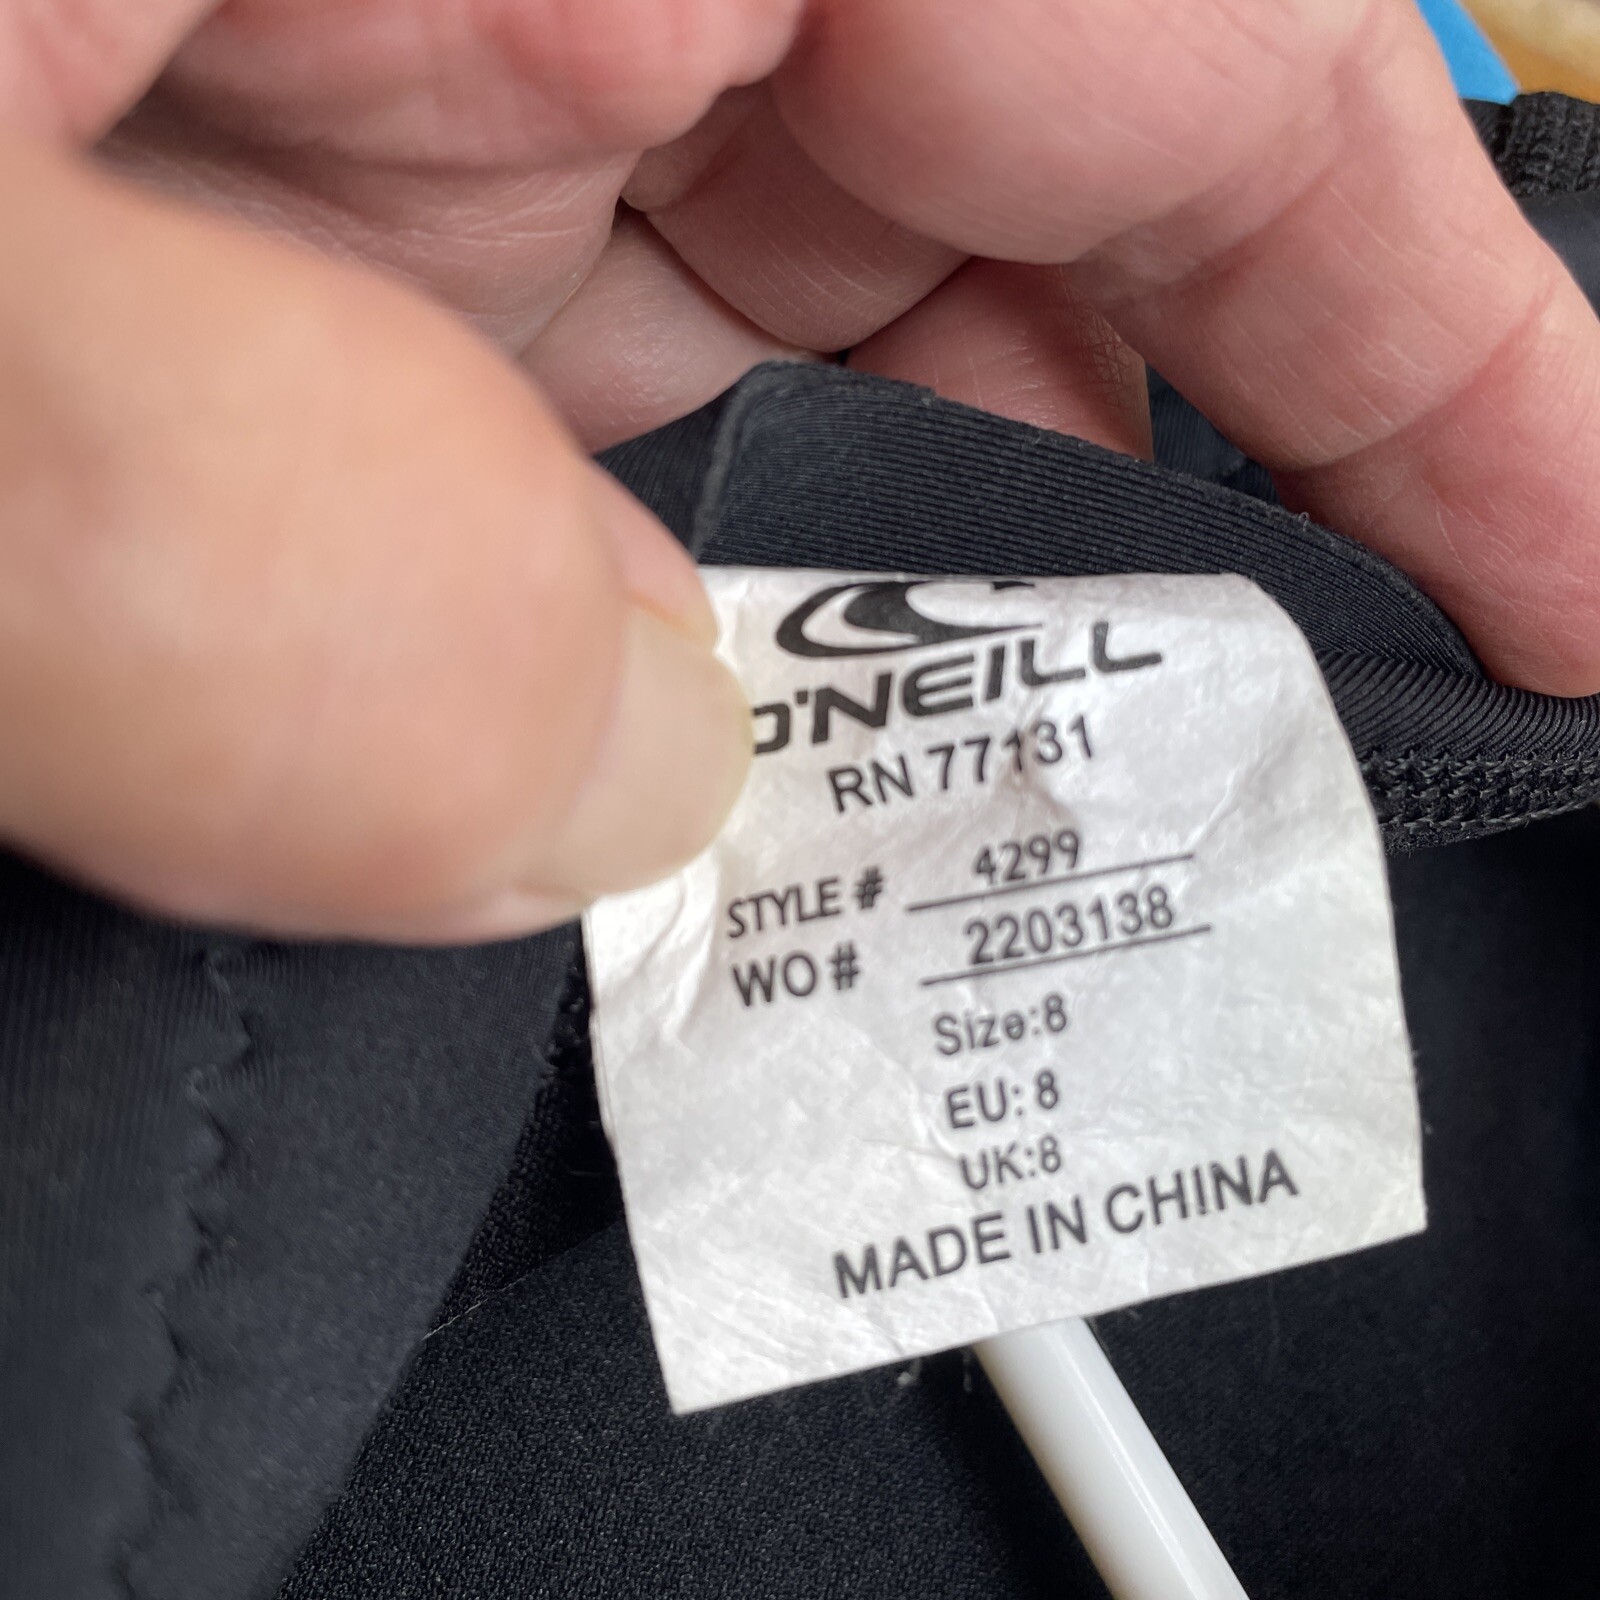 O'NEILL
RN 77131
STYLE # 4299
WO # 2203138
Size:8
EU: 8
UK:8
MADE IN CHINA